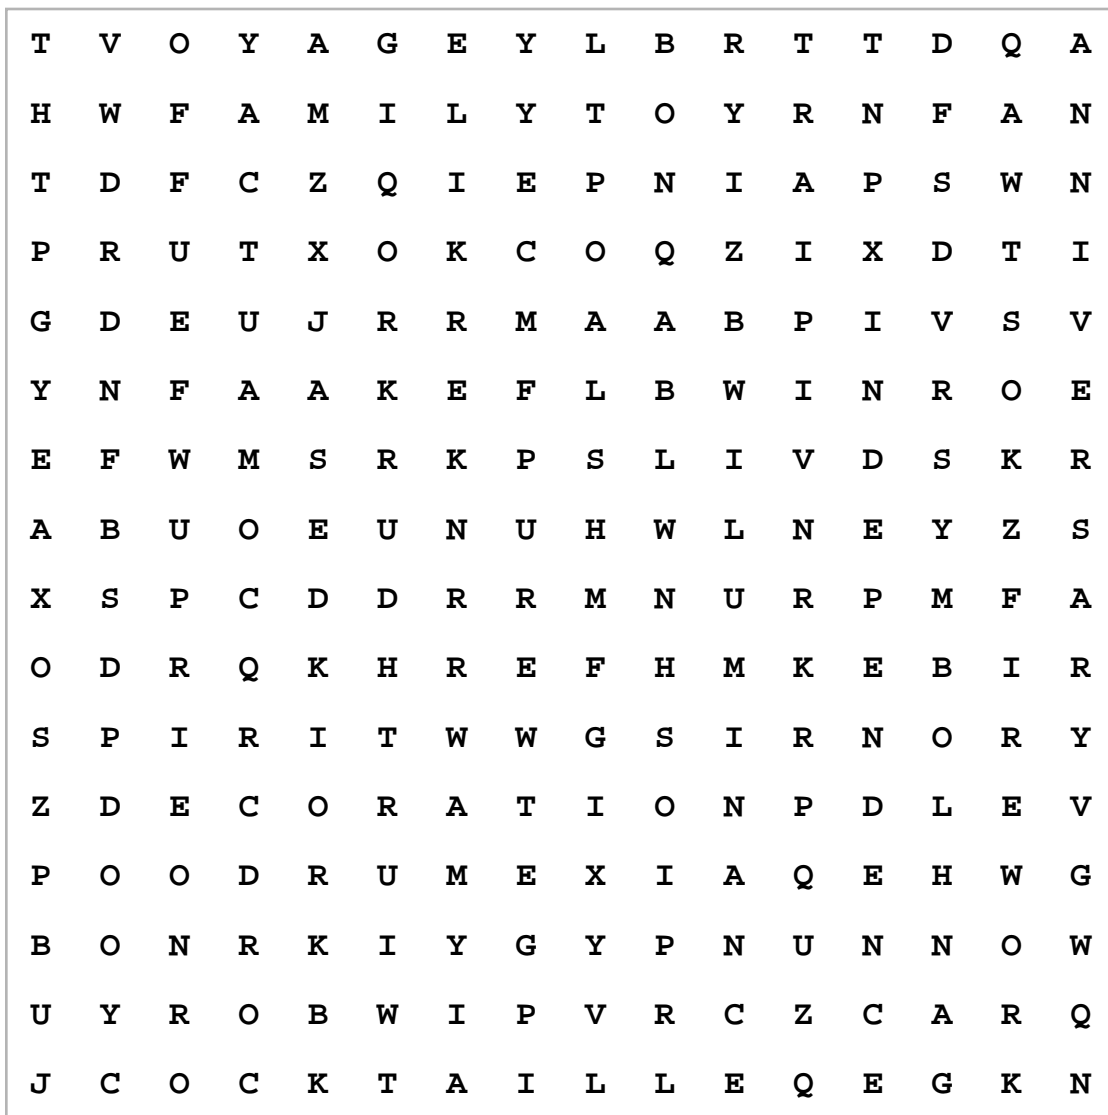 T V O Y A G E Y L B R T T D Q A
H W F A M I L Y T O Y R N F A N
T D F C Z Q I E P N I A P S W N
P R U T X O K C O Q Z I X D T I
G D E U J R R M A A B P I V S V
Y N F A A K E F L B W I N R O E
E F W M S R K P S L I V D S K R
A B U O E U N U H W L N E Y Z S
X S P C D D R R M N U R P M F A
O D R Q K H R E F H M K E B I R
S P I R I T W W G S I R N O R Y
Z D E C O R A T I O N P D L E V
P O O D R U M E X I A Q E H W G
B O N R K I Y G Y P N U N N O W
U Y R O B W I P V R C Z C A R Q
J C O C K T A I L L E Q E G K N